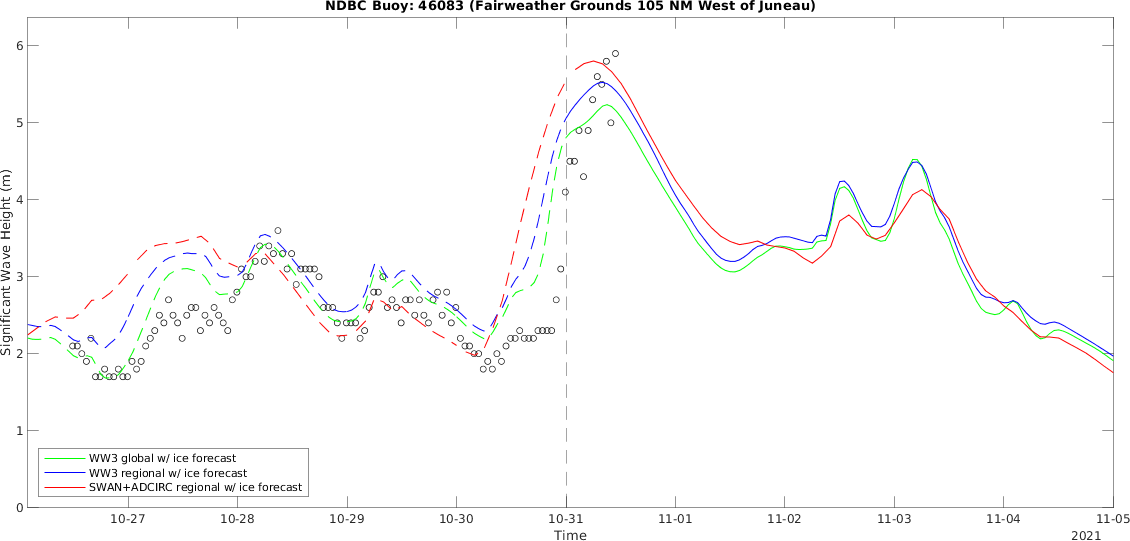 NDBC Buoy: 46083 (Fairweather Grounds 105 NM West of Juneau)
Significant Wave Height (m)
6
5
4
3
2
1
0
WW3 global w/ ice forecast
WW3 regional w/ ice forecast
SWAN+ADCIRC regional w/ ice forecast
10-27 10-28 10-29 10-30 10-31 11-01 11-02 11-03 11-04 11-05
Time
2021